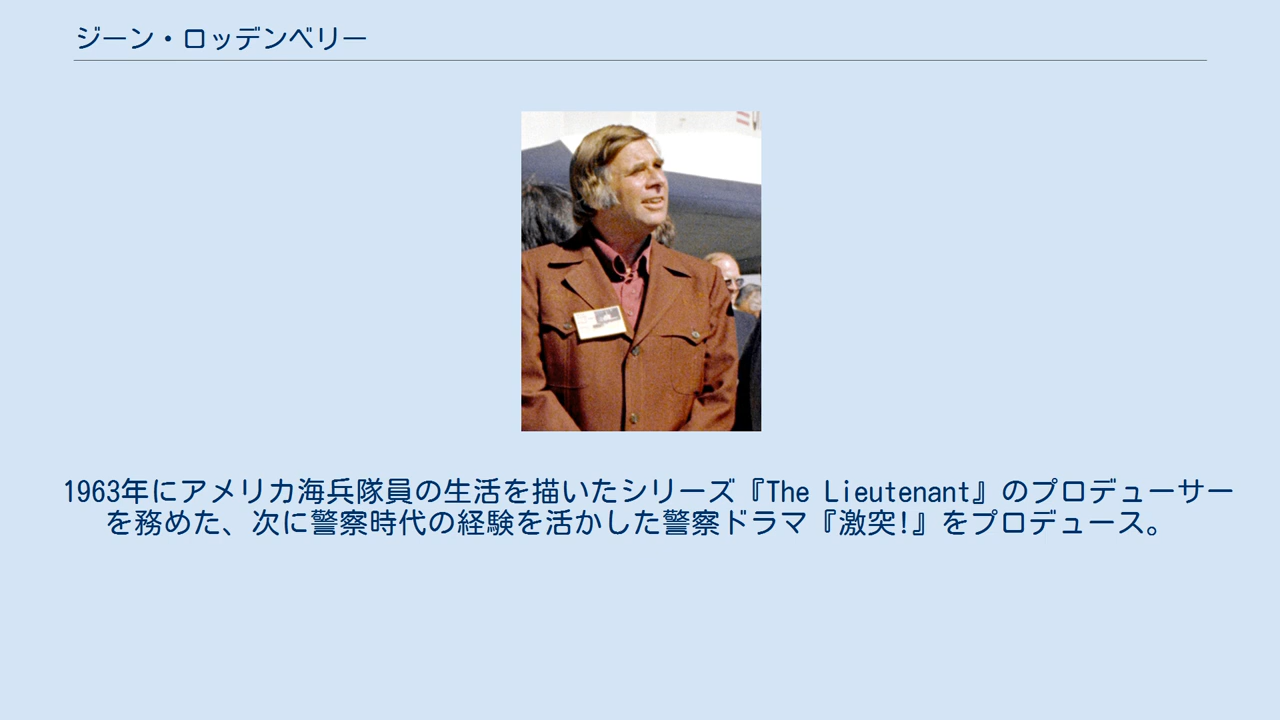 ジーン・ロッデンベリー
1963年にアメリカ海兵隊員の生活を描いたシリーズ『The Lieutenant』のプロデューサー
を務めた、次に警察時代の経験を活かした警察ドラマ『激突!』をプロデュース。